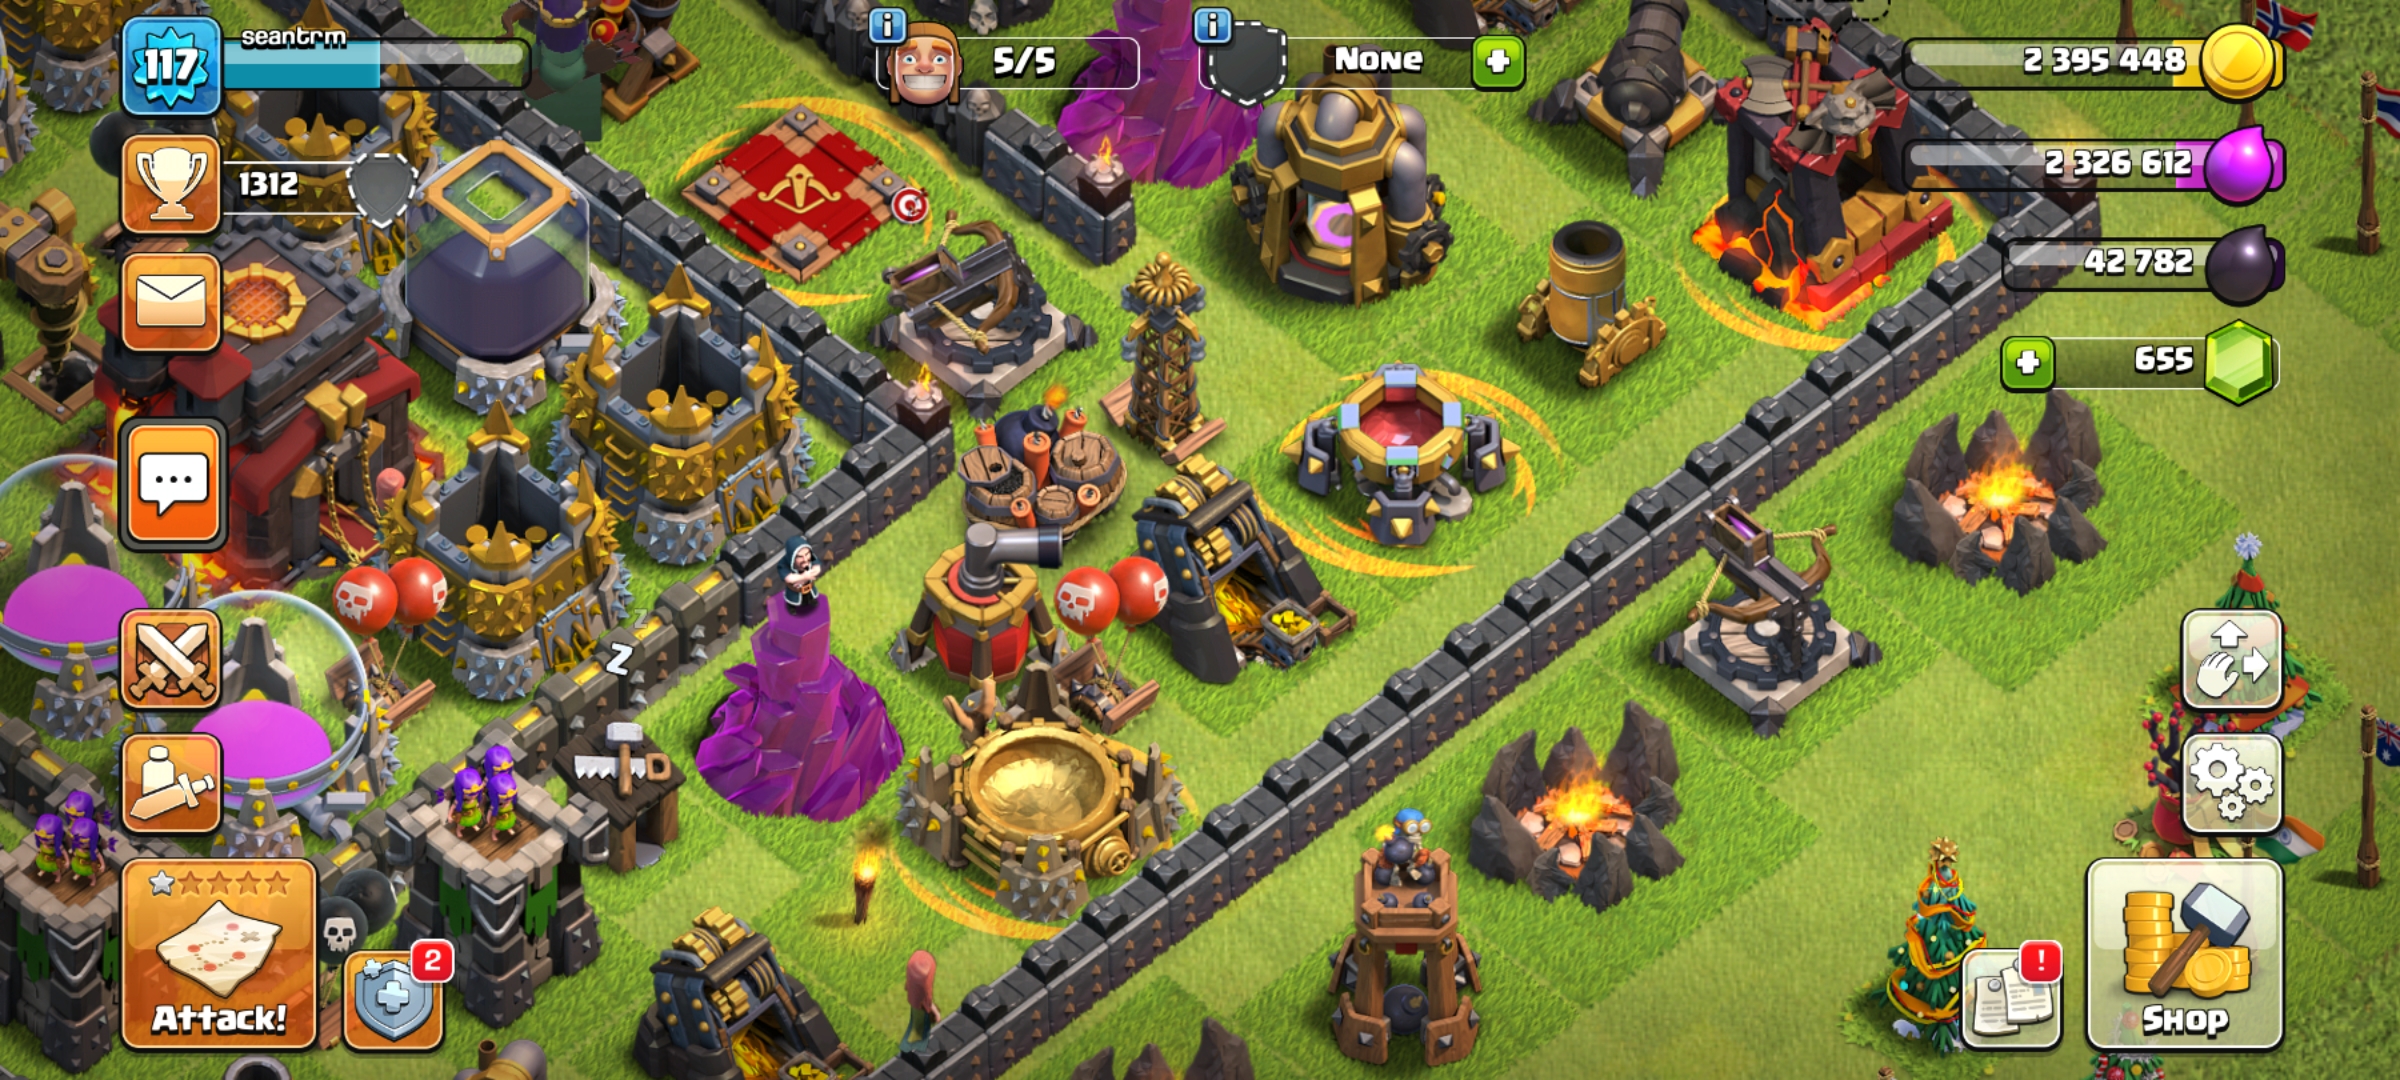 117
seantrm
i
5/5
i
None
2 395 448
1312
2 326 612
42 782
655
z
Z
Attack!
2
!
Shop